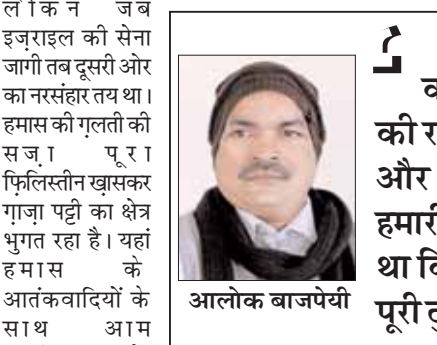 लेकिन जब
इज़राइल की सेना
जागी तब दूसरी ओर
का नरसंहार तय था।
हमास की ग़लती की
सज़ा पूरा
फ़िलिस्तीन ख़ासकर
ग़ाज़ा पट्टी का क्षेत्र
भुगत रहा है। यहां
हमास के
आतंकवादियों के
साथ आम
आलोक बाजपेयी
और
हमारी